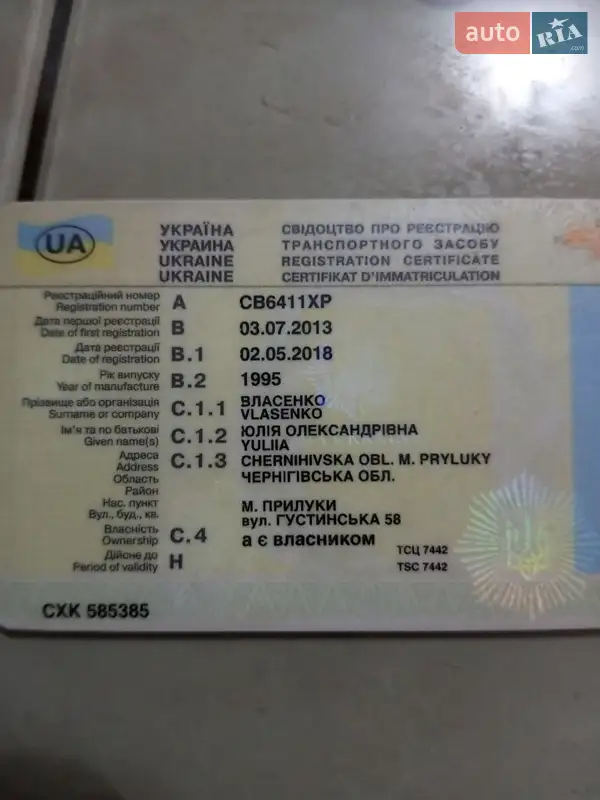 auto RIA .com
УКРАЇНА СВІДОЦТВО ПРО РЕЄСТРАЦІЮ
УКРАИНА ТРАНСПОРТНОГО ЗАСОБУ
UA
UKRAINE REGISTRATION CERTIFICATE
UKRAINE CERTIFIKAT D'IMMATRICULATION
Реєстраційний номер
Registration number A СВ6411ХР
Дата першої реєстрації
Date of first registration B 03.07.2013
Дата реєстрації
Date of registration B.1 02.05.2018
Рік випуску
Year of manufacture B.2 1995
Прізвище або організація ВЛАСЕНКО
Surname or company C.1.1 VLASENKO
Ім'я та по батькові ЮЛІЯ ОЛЕКСАНДРІВНА
Given name(s) C.1.2 YULIIA
Адреса C.1.3 CHERNIHIVSKA OBL. M. PRYLUKY
Address
Область ЧЕРНІГІВСЬКА ОБЛ.
Район
Нас. пункт М. ПРИЛУКИ
Вул., буд., кв. вул. ГУСТИНСЬКА 58
Власність
Ownership C.4 а є власником
Дійсне до ТСЦ 7442
Period of validity H TSC 7442
СХК 585385